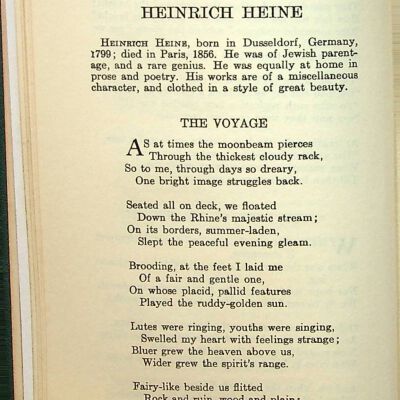 HEINRICH HEINE
HEINRICH HEINE, born in Dusseldorf, Germany,
1799; died in Paris, 1856. He was of Jewish parent-
age, and a rare genius. He was equally at home in
prose and poetry. His works are of a miscellaneous
character, and clothed in a style of great beauty.
THE VOYAGE
AS at times the moonbeam pierces
Through the thickest cloudy rack,
So to me, through days so dreary,
One bright image struggles back.
Seated all on deck, we floated
Down the Rhine's majestic stream;
On its borders, summer-laden,
Slept the peaceful evening gleam.
Brooding, at the feet I laid me
Of a fair and gentle one,
On whose placid, pallid features
Played the ruddy-golden sun.
Lutes were ringing, youths were singing,
Swelled my heart with feelings strange;
Bluer grew the heaven above us,
Wider grew the spirit's range.
Fairy-like beside us flitted
Rock and ruin, wood and plain;